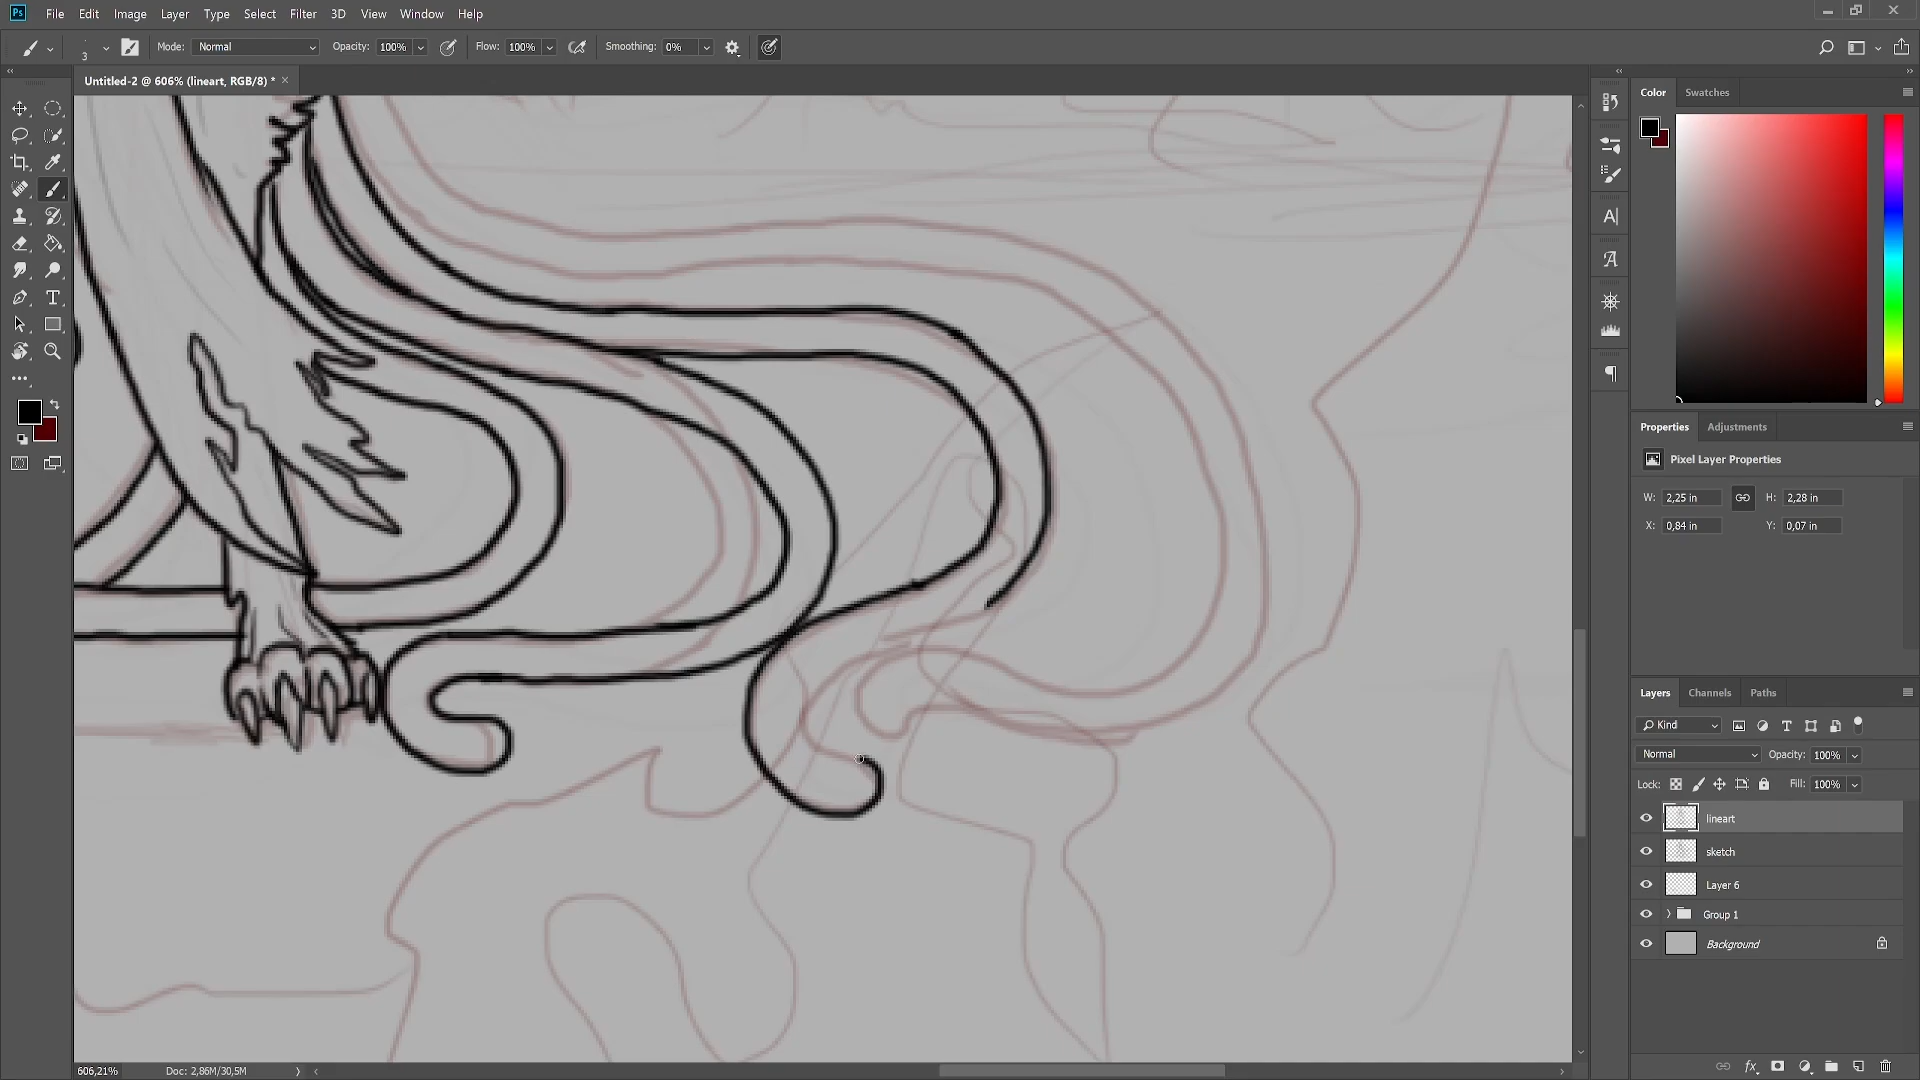 Ps File Edit Image Layer Type Select Filter 3D View Window Help
3 Mode: Normal Opacity: 100% Flow: 100% Smoothing: 0%
Untitled-2 @ 606% (lineart, RGB/8) * ×
Color Swatches
Properties Adjustments
Pixel Layer Properties
W: 2,25 in H: 2,28 in
X: 0,84 in Y: 0,07 in
Layers Channels Paths
Kind
Normal Opacity: 100%
Lock: Fill: 100%
lineart
sketch
Layer 6
Group 1
Background
606,21% Doc: 2,86M/30,5M